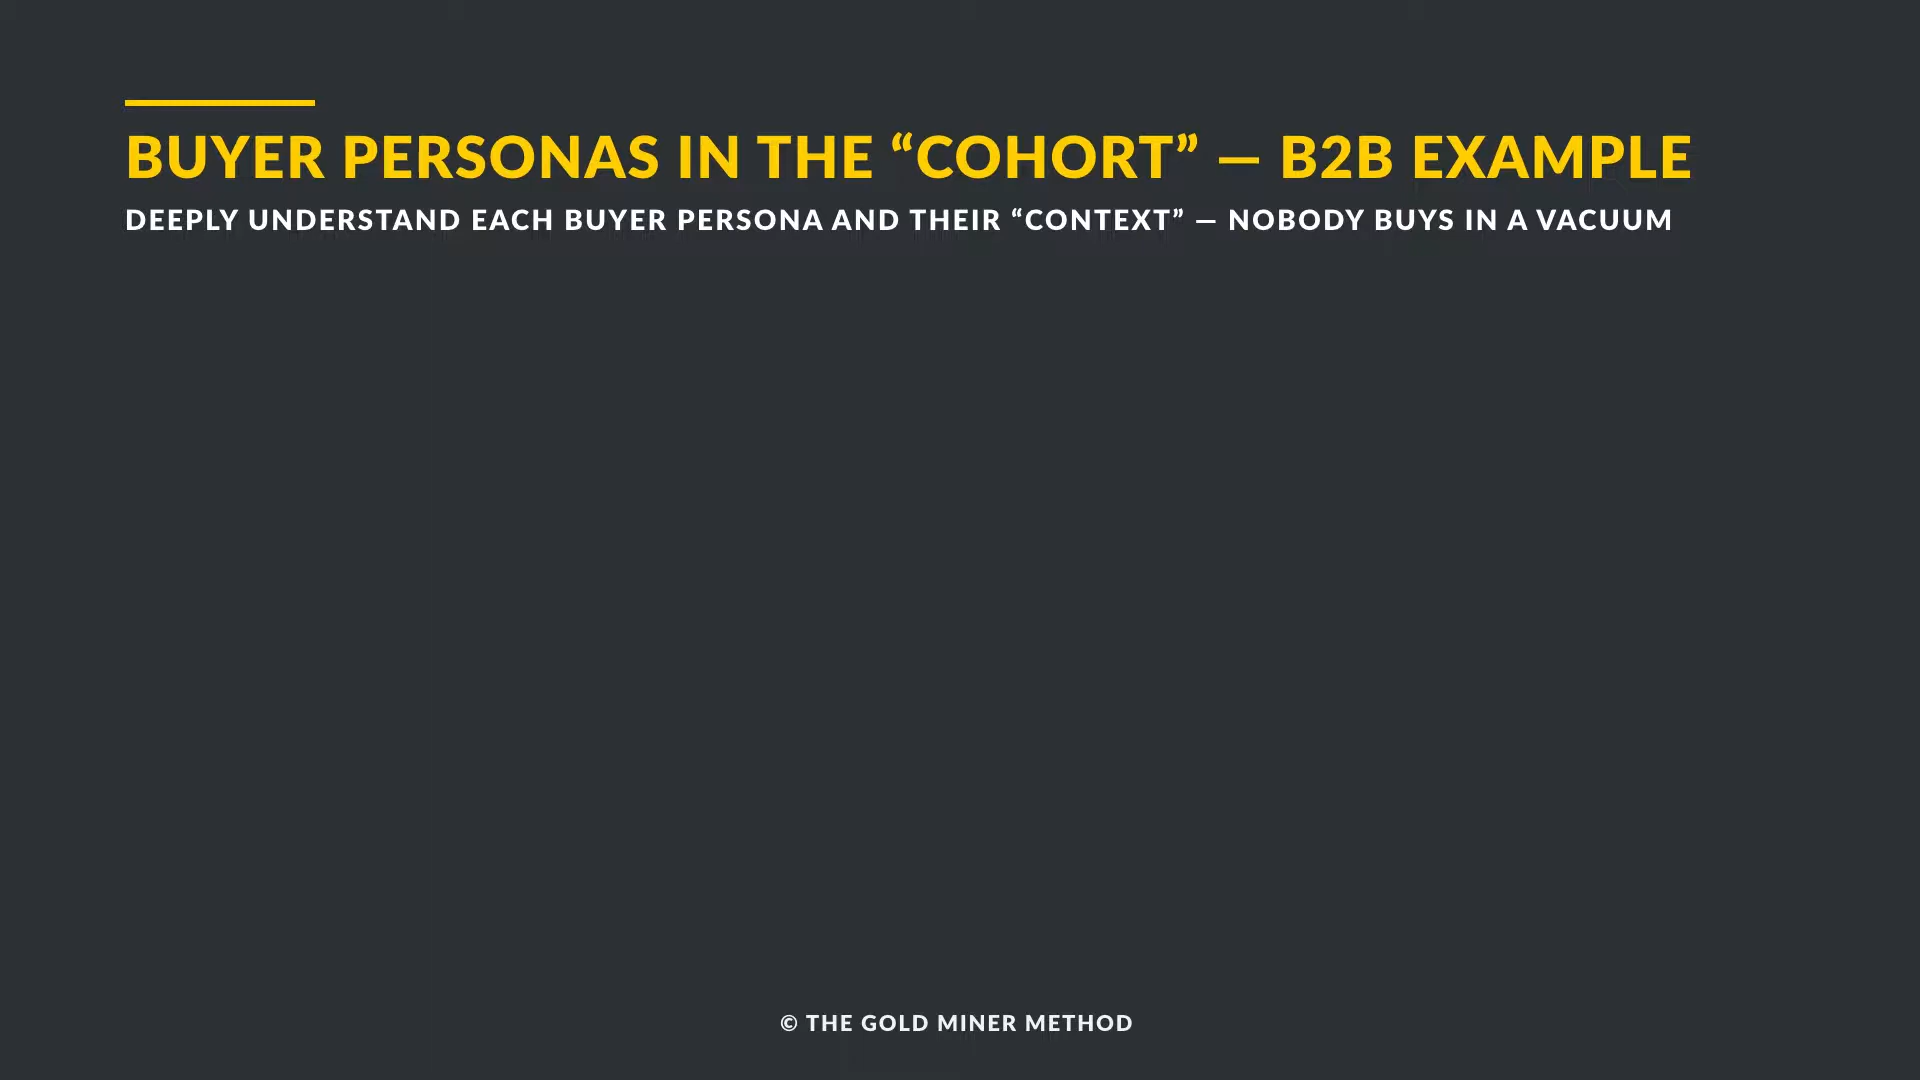 BUYER PERSONAS IN THE “COHORT” — B2B EXAMPLE
DEEPLY UNDERSTAND EACH BUYER PERSONA AND THEIR “CONTEXT” — NOBODY BUYS IN A VACUUM
© THE GOLD MINER METHOD